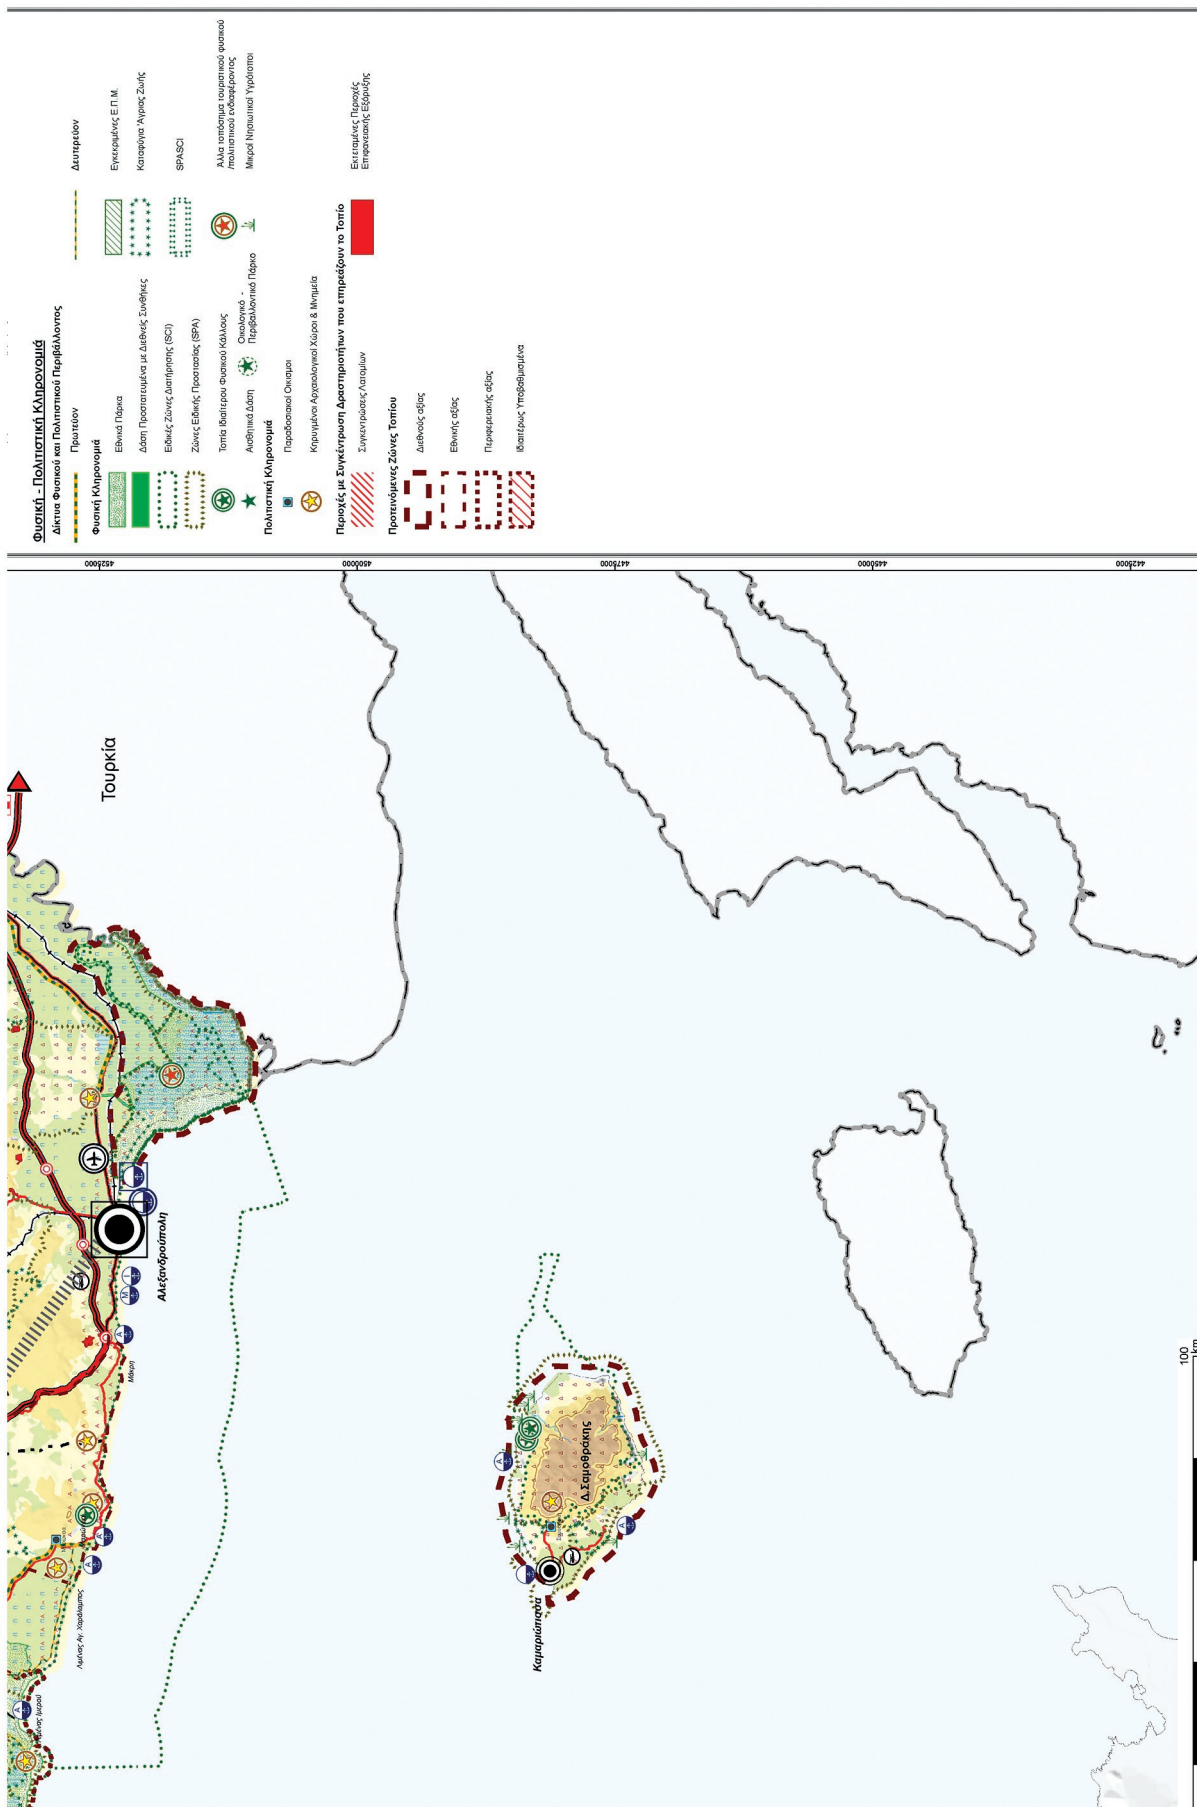 Φυσική - Πολιτιστική Κληρονομιά
Δίκτυα Φυσικού και Πολιτιστικού Περιβάλλοντος
Πρωτεύον
Δευτερεύον
Φυσική Κληρονομιά
Εθνικά Πάρκα
Εγκεκριμένες Ε.Π.Μ.
Δάση Προστατευμένα με Διεθνείς Συνθήκες
Καταφύγια Άγριας Ζωής
Ειδικές Ζώνες Διατήρησης (SCI)
Ζώνες Ειδικής Προστασίας (SPA)
SPASCI
Τοπία Ιδιαίτερου Φυσικού Κάλλους
Άλλα τοπόσημα τουριστικού φυσικού
/πολιτιστικού ενδιαφέροντος
Αισθητικά Δάση
Οικολογικό -
Περιβαλλοντικό Πάρκο
Μικροί Νησιωτικοί Υγρότοποι
Πολιτιστική Κληρονομιά
Παραδοσιακοί Οικισμοί
Κηρυγμένοι Αρχαιολογικοί Χώροι & Μνημεία
Περιοχές με Συγκέντρωση Δραστηριοτήτων που επηρεάζουν το Τοπίο
Συγκεντρώσεις Λατομίων
Εκτεταμένες Περιοχές
Επιφανειακής Εξόρυξης
Προτεινόμενες Ζώνες Τοπίου
Διεθνούς αξίας
Εθνικής αξίας
Περιφερειακής αξίας
Ιδιαιτέρως Υποβαθμισμένα
4525000
4500000
4475000
4450000
4425000
Τουρκία
Αλεξανδρούπολη
Μάκρη
Λιμένας Αγ. Χαράλαμπος
Λιμένας Ιμερού
Δ.Σαμοθράκης
Καμαριώτισσα
Α
Α
Α
Α
Α
Α
Μ
Ι
100
km